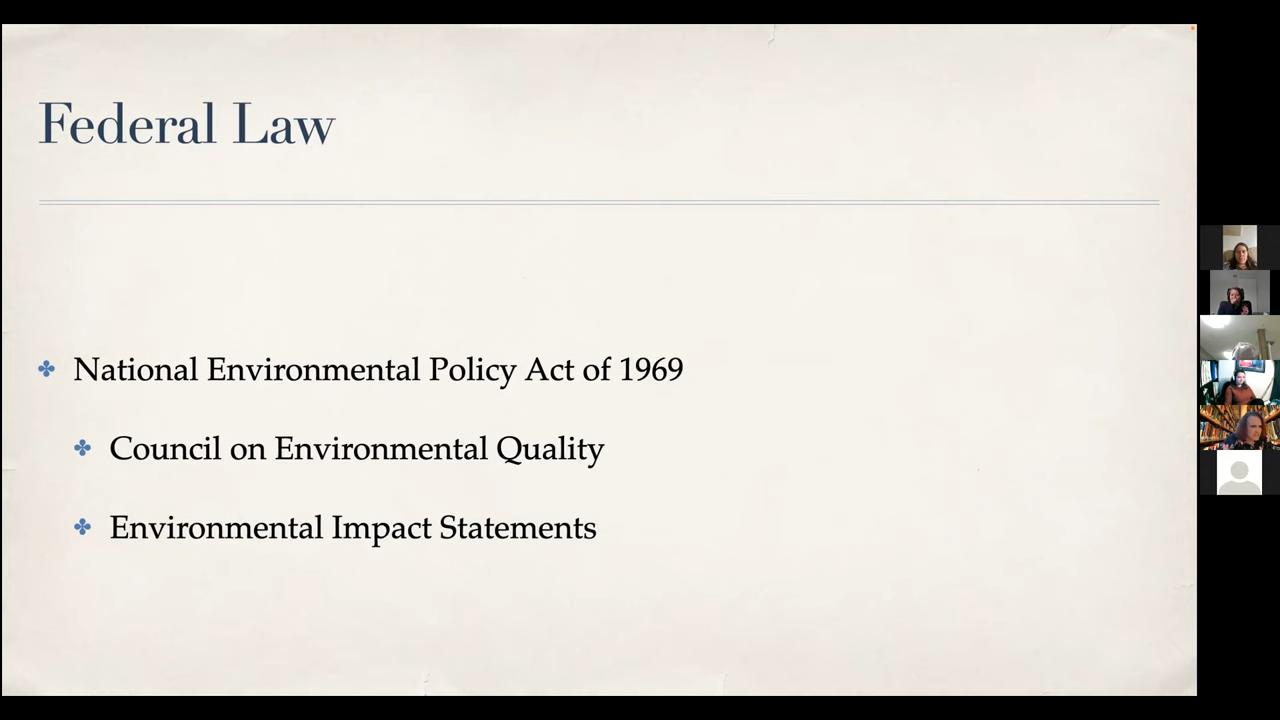 Federal Law
National Environmental Policy Act of 1969
Council on Environmental Quality
Environmental Impact Statements